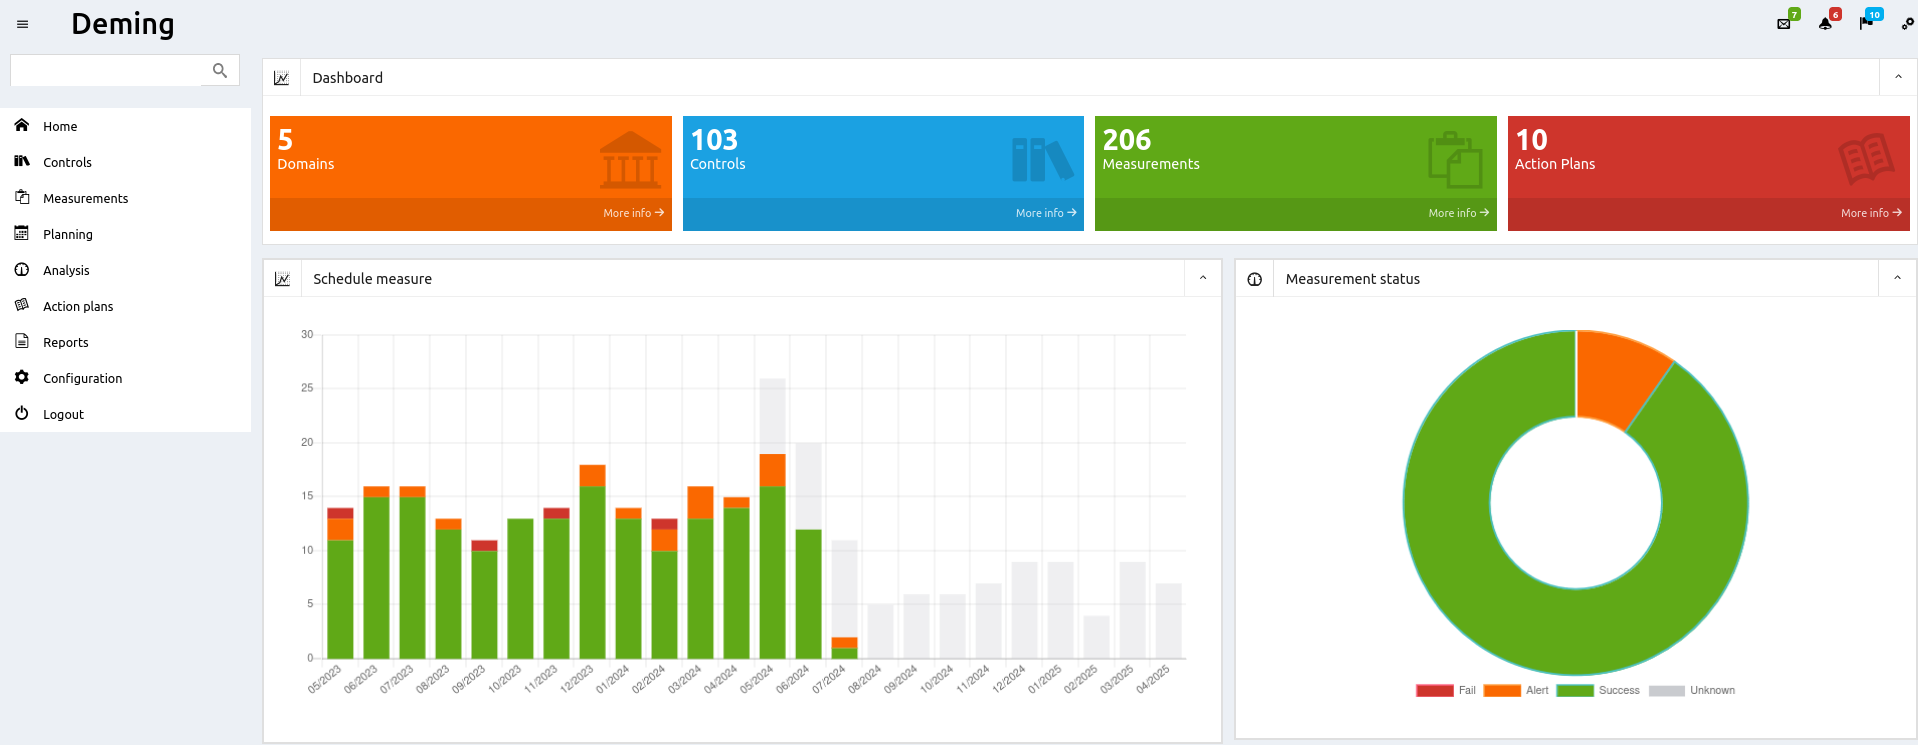 Deming
7
6
10
Home
Controls
Measurements
Planning
Analysis
Action plans
Reports
Configuration
Logout
Dashboard
5
Domains
More info
103
Controls
More info
206
Measurements
More info
10
Action Plans
More info
Schedule measure
30
25
20
15
10
5
0
05/2023 06/2023 07/2023 08/2023 09/2023 10/2023 11/2023 12/2023 01/2024 02/2024 03/2024 04/2024 05/2024 06/2024 07/2024 08/2024 09/2024 10/2024 11/2024 12/2024 01/2025 02/2025 03/2025 04/2025
Measurement status
Fail Alert Success Unknown